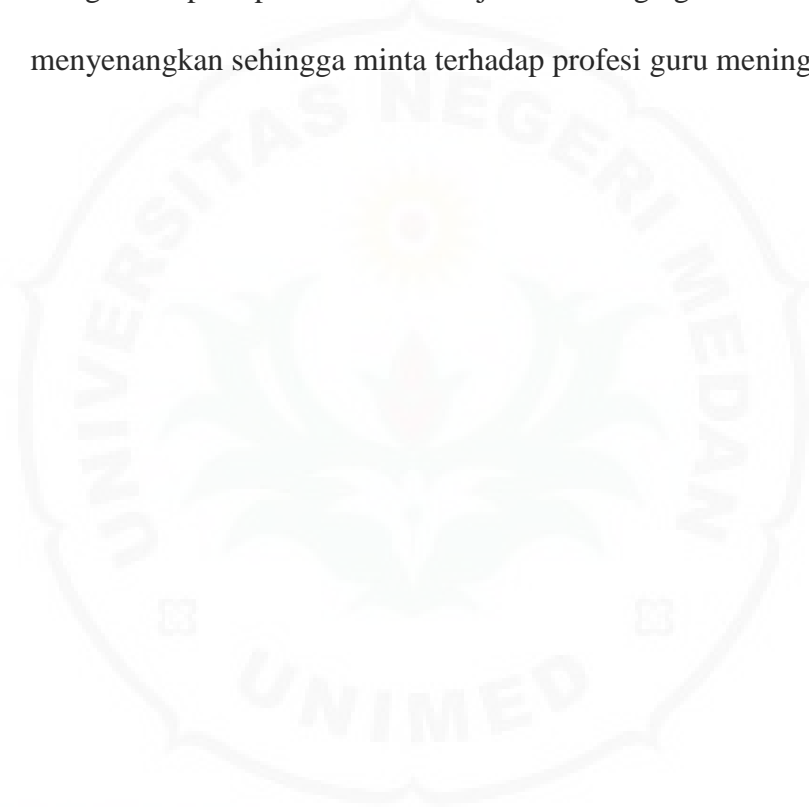 menyenangkan sehingga minta terhadap profesi guru mening
UNIVERSITAS NEGERI MEDAN
UNIMED